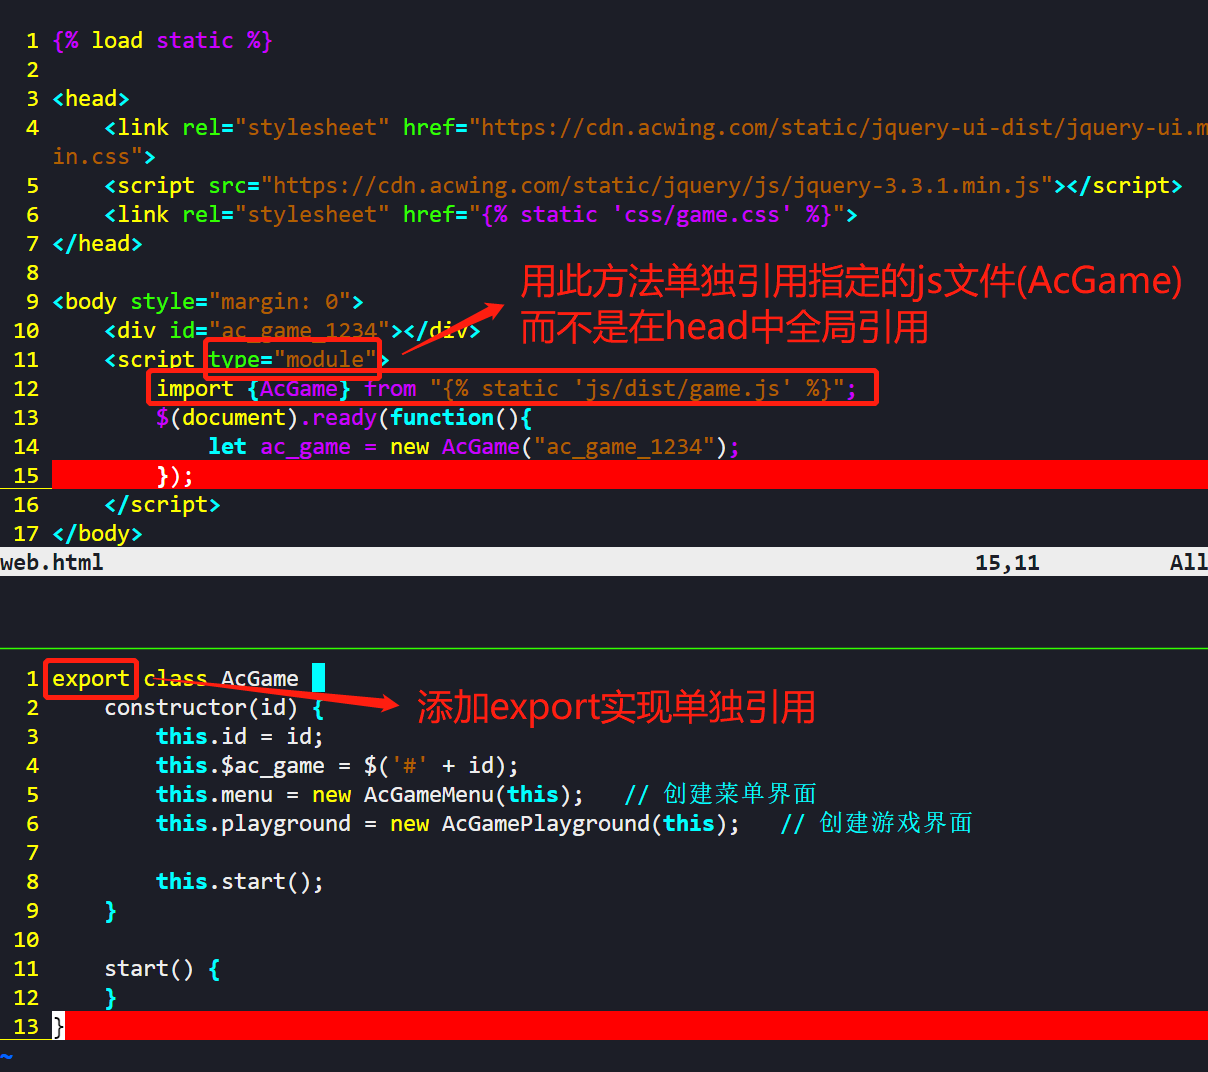 1 {% load static %}
2
3 <head>
4     <link rel="stylesheet" href="https://cdn.acwing.com/static/jquery-ui-dist/jquery-ui.m
in.css">
5     <script src="https://cdn.acwing.com/static/jquery/js/jquery-3.3.1.min.js"></script>
6     <link rel="stylesheet" href="{% static 'css/game.css' %}">
7 </head>
8
用此方法单独引用指定的js文件(AcGame)
而不是在head中全局引用
9 <body style="margin: 0">
10     <div id="ac_game_1234"></div>
11     <script type="module">
12         import {AcGame} from "{% static 'js/dist/game.js' %}";
13         $(document).ready(function(){
14             let ac_game = new AcGame("ac_game_1234");
15         });
16     </script>
17 </body>
web.html 15,11 All
1 export class AcGame
添加export实现单独引用
2     constructor(id) {
3         this.id = id;
4         this.$ac_game = $('#' + id);
5         this.menu = new AcGameMenu(this);   // 创建菜单界面
6         this.playground = new AcGamePlayground(this);   // 创建游戏界面
7
8         this.start();
9     }
10
11     start() {
12     }
13 }
~